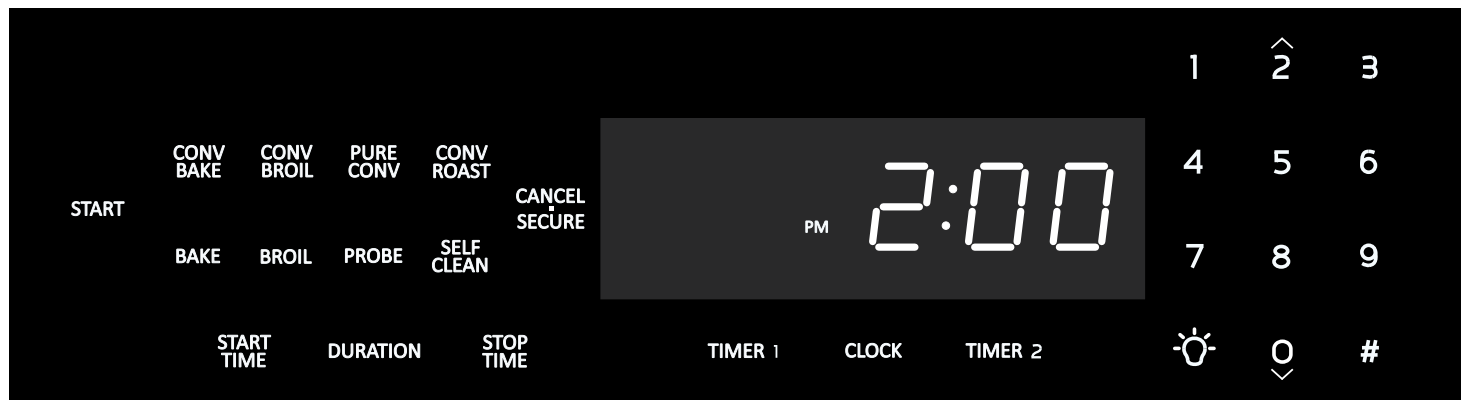 1 2 3
CONV BAKE
CONV BROIL
PURE CONV
CONV ROAST
4 5 6
START
CANCEL
SECURE
PM 2:00
BAKE
BROIL
PROBE
SELF CLEAN
7 8 9
START TIME
DURATION
STOP TIME
TIMER 1
CLOCK
TIMER 2
0 #